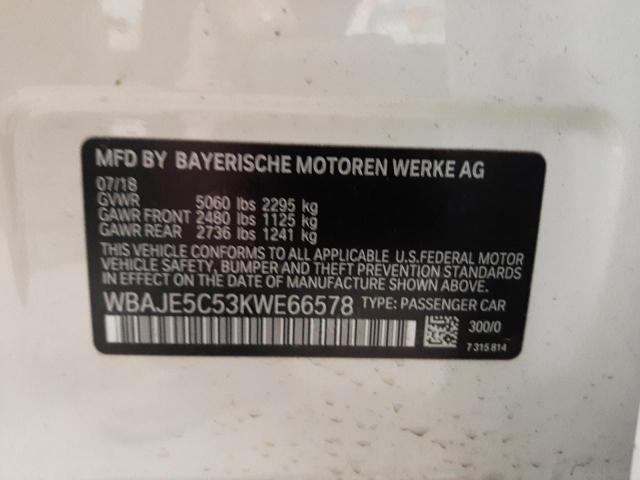 MFD BY BAYERISCHE MOTOREN WERKE AG
07/18
GVWR 5060 lbs 2295 kg
GAWR FRONT 2480 lbs 1125 kg
GAWR REAR 2736 lbs 1241 kg
THIS VEHICLE CONFORMS TO ALL APPLICABLE U.S.FEDERAL MOTOR
VEHICLE SAFETY, BUMPER AND THEFT PREVENTION STANDARDS
IN EFFECT ON THE DATE OF MANUFACTURE SHOWN ABOVE.
WBAJE5C53KWE66578 TYPE: PASSENGER CAR
300/0
7 315 814